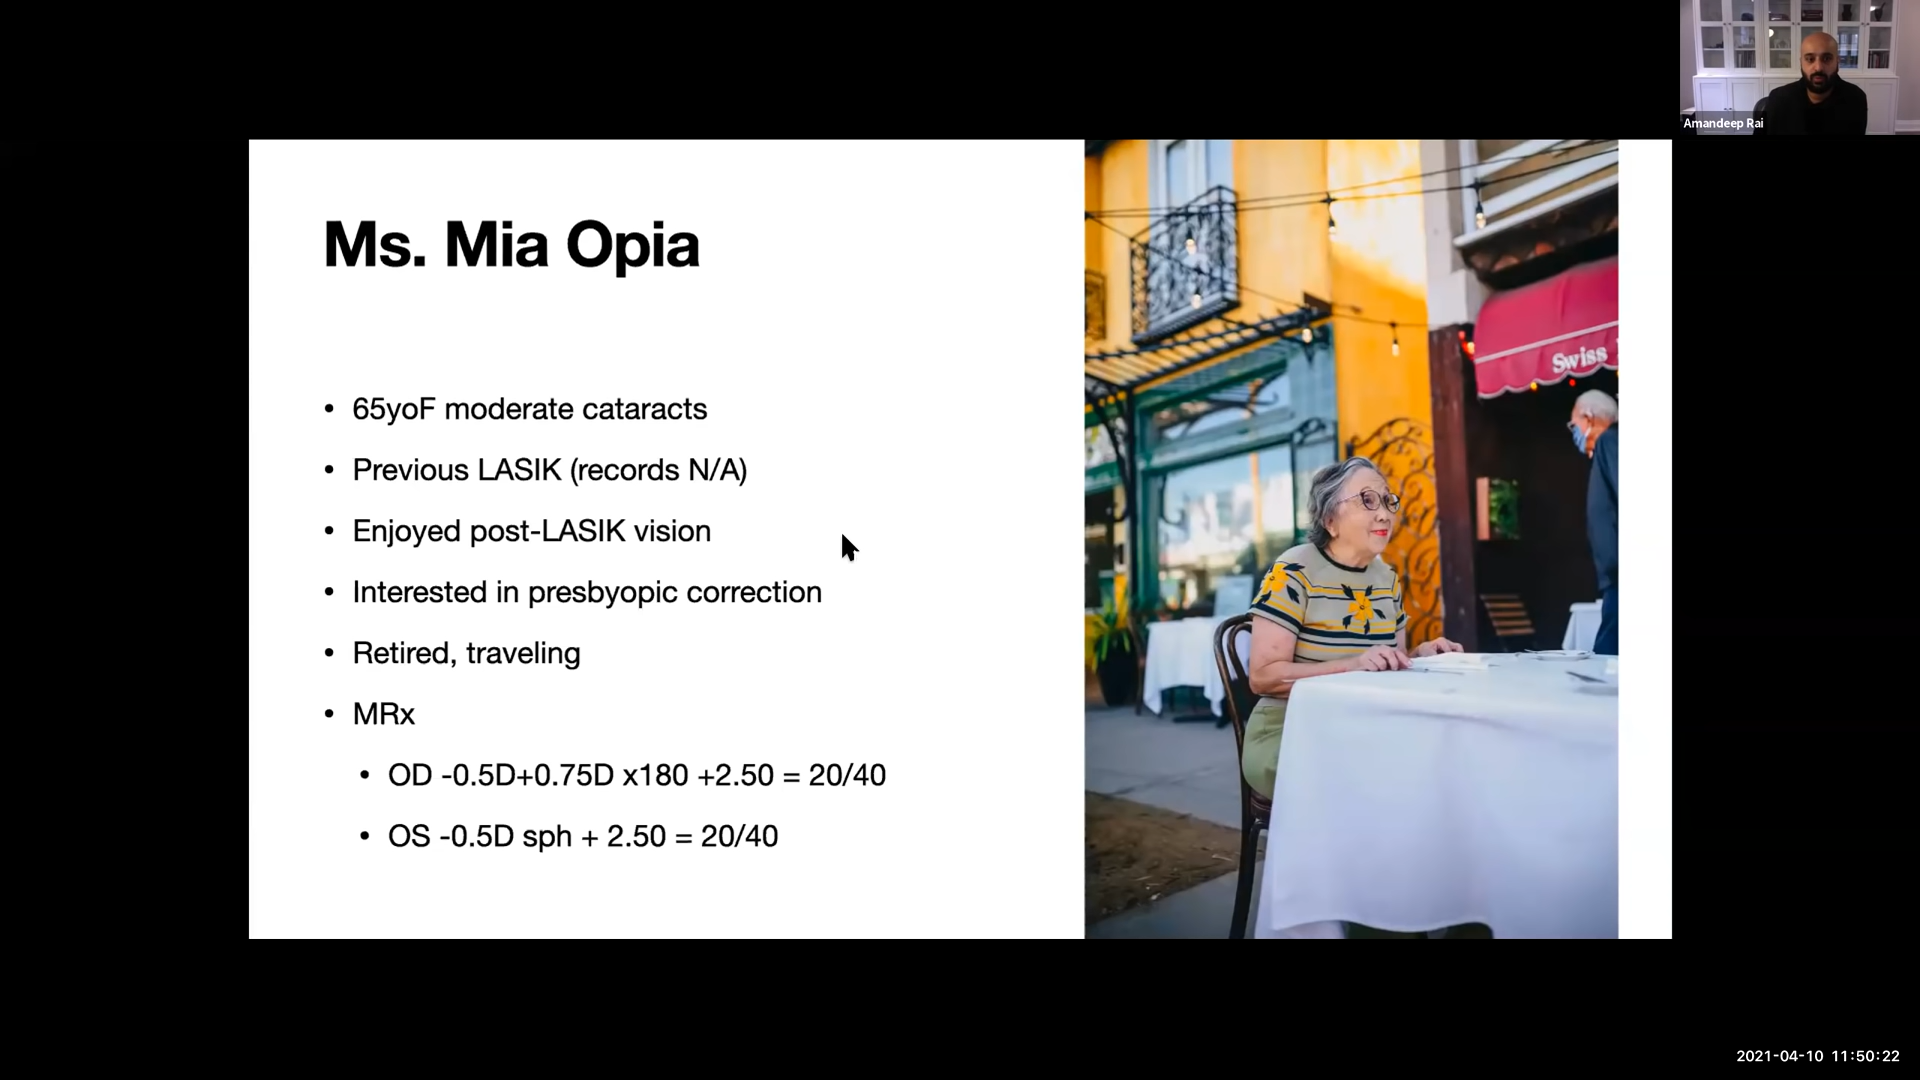 Amandeep Rai
Ms. Mia Opia
• 65yoF moderate cataracts
• Previous LASIK (records N/A)
• Enjoyed post-LASIK vision
• Interested in presbyopic correction
• Retired, traveling
• MRx
• OD -0.5D+0.75D x180 +2.50 = 20/40
• OS -0.5D sph + 2.50 = 20/40
Swiss
2021-04-10 11:50:22